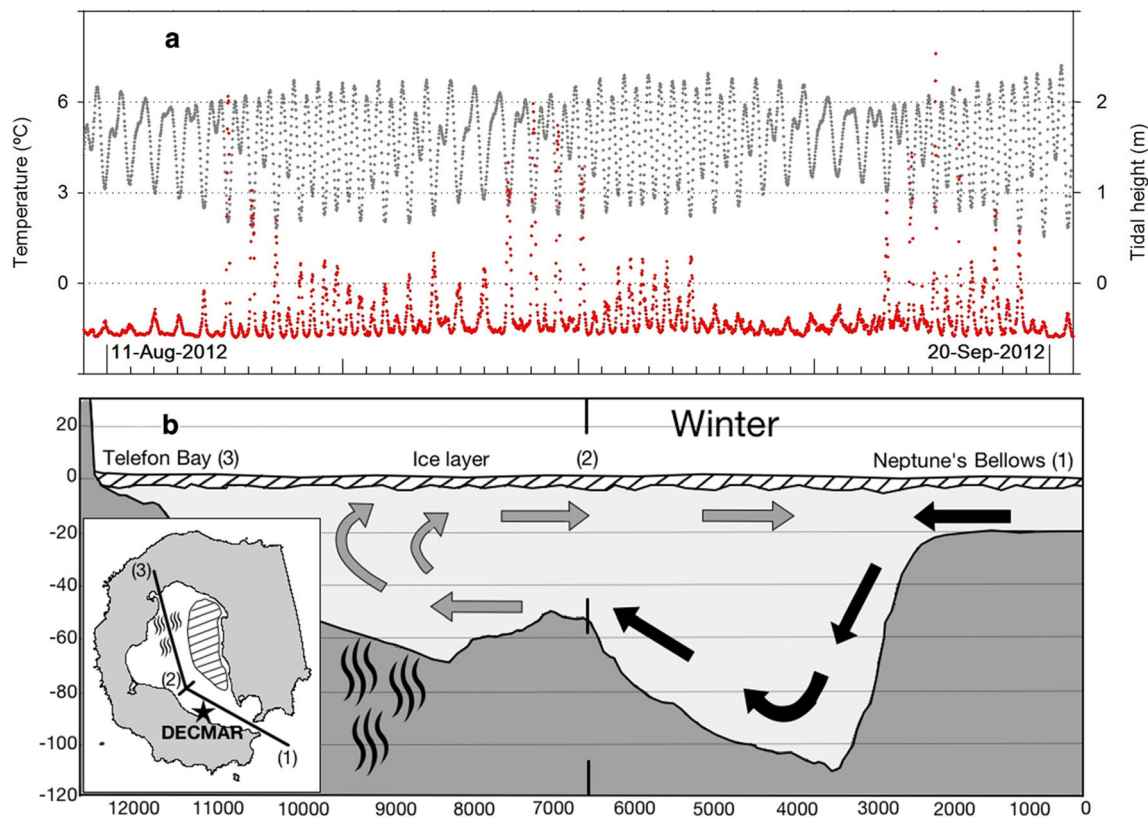 a
6
3
0
Temperature (ºC)
2
1
0
Tidal height (m)
11-Aug-2012
20-Sep-2012
b
Winter
Telefon Bay (3)
Ice layer
(2)
Neptune's Bellows (1)
20
0
-20
-40
-60
-80
-100
-120
(3)
(2)
DECMAR
(1)
12000 11000 10000 9000 8000 7000 6000 5000 4000 3000 2000 1000 0